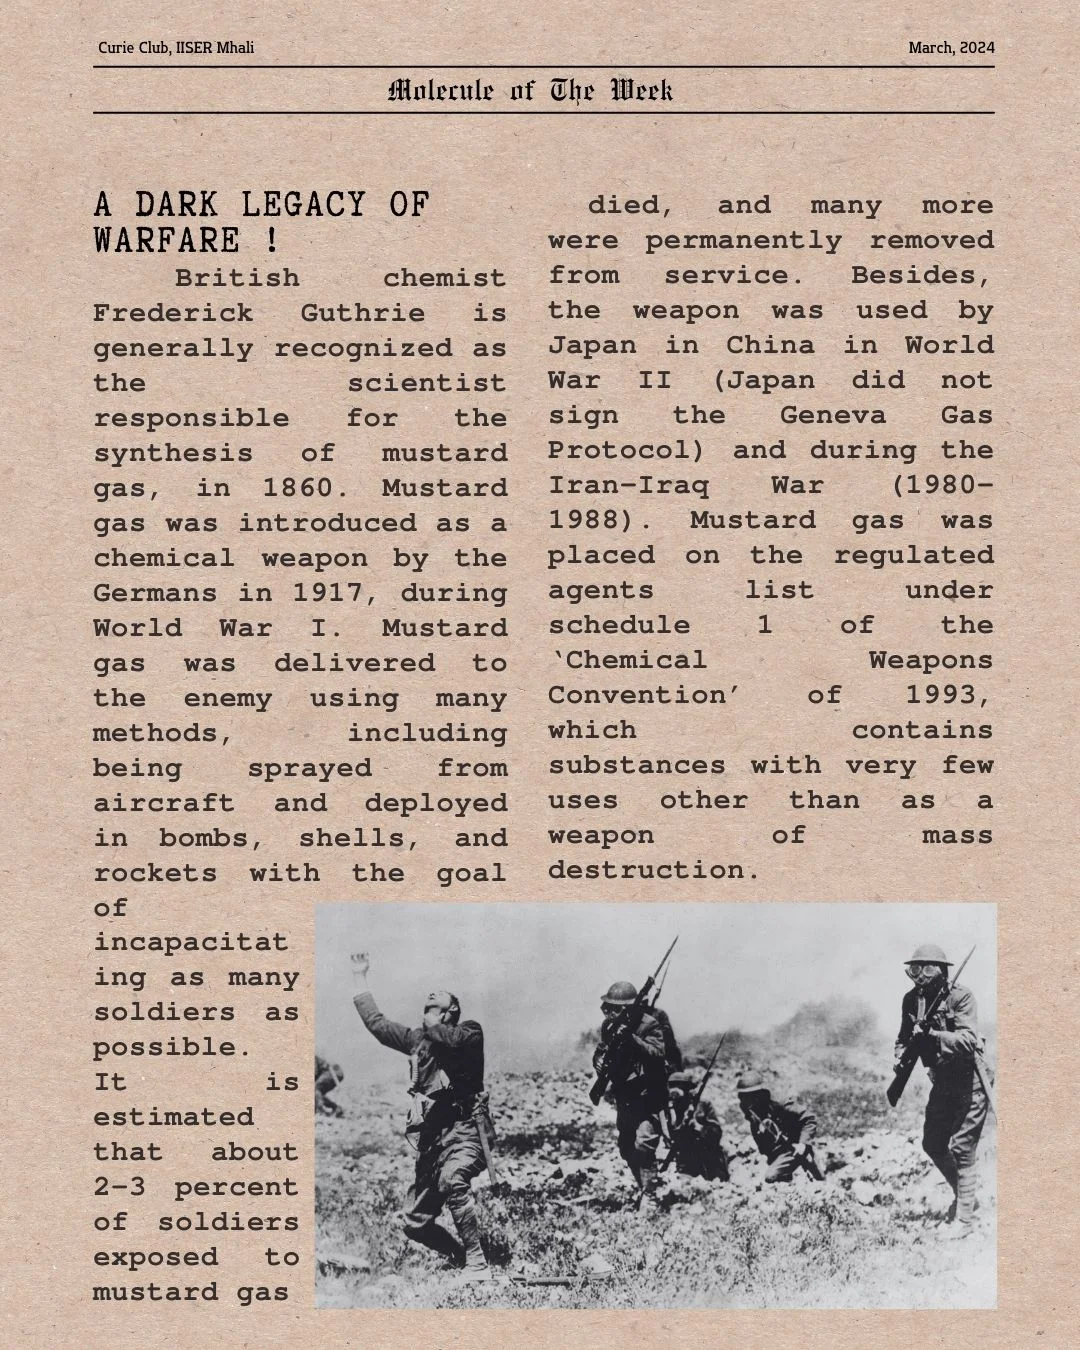 Curie Club, IISER Mhali
March, 2024
Molecule of The Week
A DARK LEGACY OF
WARFARE !
British chemist
Frederick Guthrie is
generally recognized as
the scientist
responsible for the
synthesis of mustard
gas, in 1860. Mustard
gas was introduced as a
chemical weapon by the
Germans in 1917, during
World War I. Mustard
gas was delivered to
the enemy using many
methods, including
being sprayed from
aircraft and deployed
in bombs, shells, and
rockets with the goal
of
incapacitat
ing as many
soldiers as
possible.
It is
estimated
that about
2-3 percent
of soldiers
exposed to
mustard gas
died, and many more
were permanently removed
from service. Besides,
the weapon was used by
Japan in China in World
War II (Japan did not
sign the Geneva Gas
Protocol) and during the
Iran-Iraq War (1980-
1988). Mustard gas was
placed on the regulated
agents list under
schedule 1 of the
‘Chemical Weapons
Convention’ of 1993,
which contains
substances with very few
uses other than as a
weapon of mass
destruction.